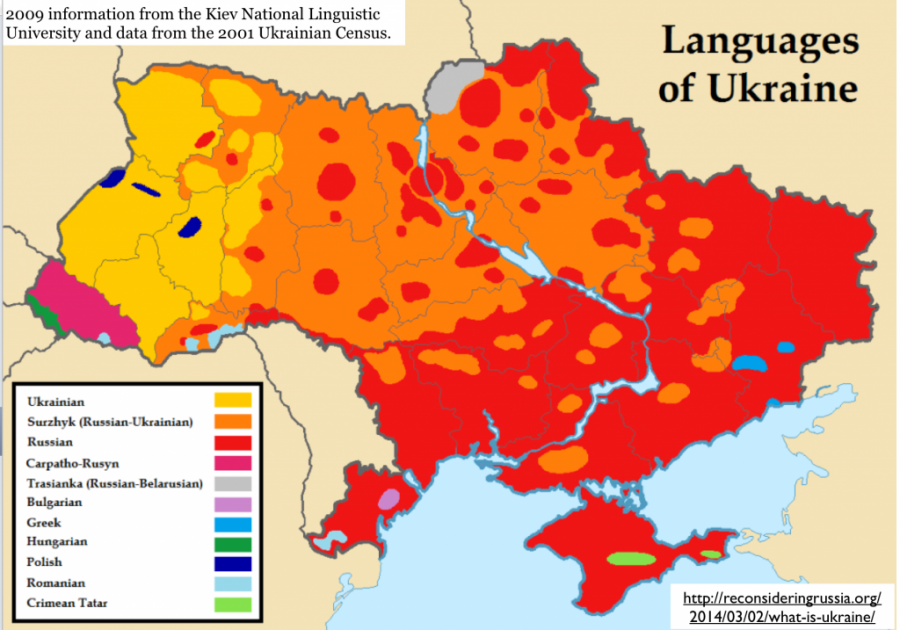 2009 information from the Kiev National Linguistic
University and data from the 2001 Ukrainian Census.
Languages
of Ukraine
Ukrainian
Surzhyk (Russian-Ukrainian)
Russian
Carpatho-Rusyn
Trasianka (Russian-Belarusian)
Bulgarian
Greek
Hungarian
Polish
Romanian
Crimean Tatar
http://reconsideringrussia.org/
2014/03/02/what-is-ukraine/